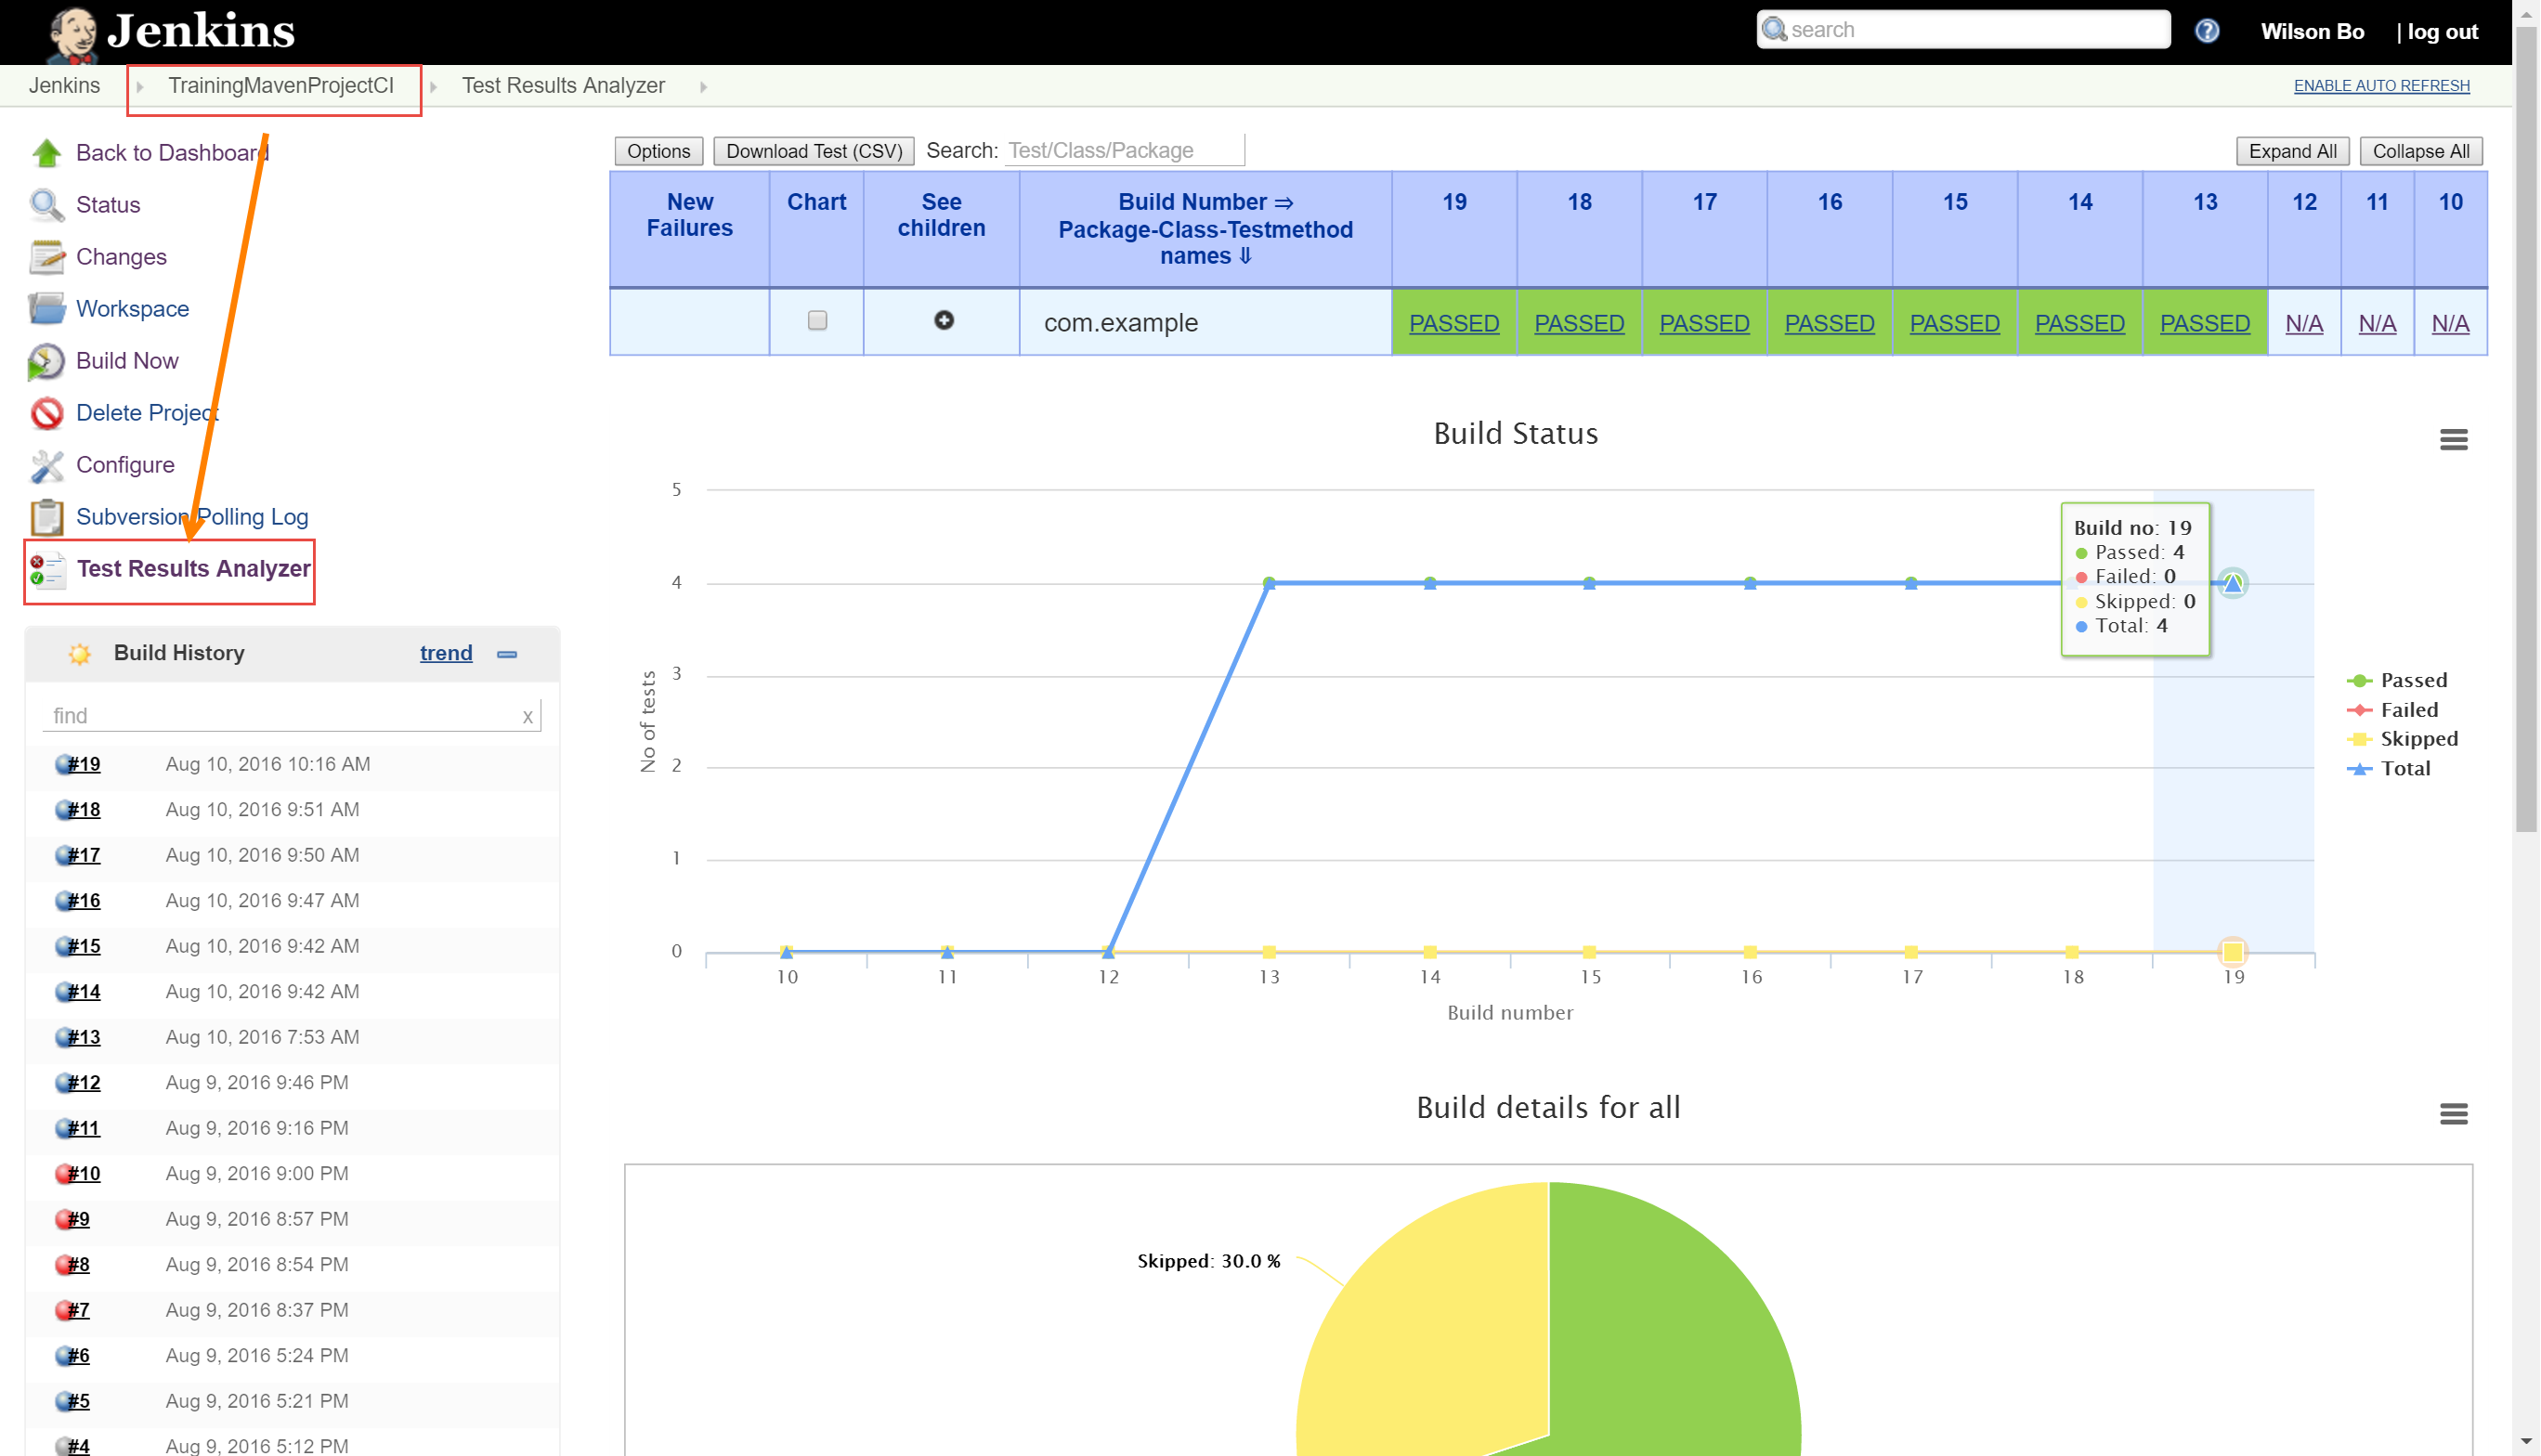 Jenkins
search
Wilson Bo | log out
Jenkins TrainingMavenProjectCI Test Results Analyzer
ENABLE AUTO REFRESH
Back to Dashboard
Status
Changes
Workspace
Build Now
Delete Project
Configure
Subversion Polling Log
Test Results Analyzer
Build History trend
find x
#19 Aug 10, 2016 10:16 AM
#18 Aug 10, 2016 9:51 AM
#17 Aug 10, 2016 9:50 AM
#16 Aug 10, 2016 9:47 AM
#15 Aug 10, 2016 9:42 AM
#14 Aug 10, 2016 9:42 AM
#13 Aug 10, 2016 7:53 AM
#12 Aug 9, 2016 9:46 PM
#11 Aug 9, 2016 9:16 PM
#10 Aug 9, 2016 9:00 PM
#9 Aug 9, 2016 8:57 PM
#8 Aug 9, 2016 8:54 PM
#7 Aug 9, 2016 8:37 PM
#6 Aug 9, 2016 5:24 PM
#5 Aug 9, 2016 5:21 PM
#4 Aug 9, 2016 5:12 PM
Options Download Test (CSV) Search: Test/Class/Package Expand All Collapse All
New Failures Chart See children Build Number ⇒ Package-Class-Testmethod names ⇓ 19 18 17 16 15 14 13 12 11 10
com.example PASSED PASSED PASSED PASSED PASSED PASSED PASSED N/A N/A N/A
Build Status
5
4
3
2
1
0
No of tests
10 11 12 13 14 15 16 17 18 19
Build number
Build no: 19
Passed: 4
Failed: 0
Skipped: 0
Total: 4
Passed
Failed
Skipped
Total
Build details for all
Skipped: 30.0 %